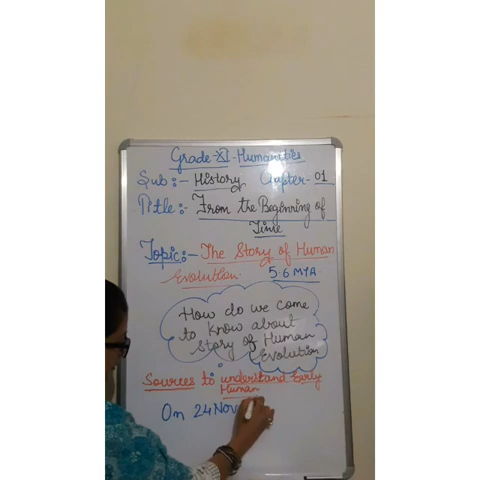 Grade-XI-Humanities
Sub:- History Chapter-01
Title:- From the Beginning of
Time
Topic:- The Story of Human
Evolution. 5.6 MYA
How do we come
to know about
Story of Human
Evolution
Sources to understand Early
Human
On 24 Nov